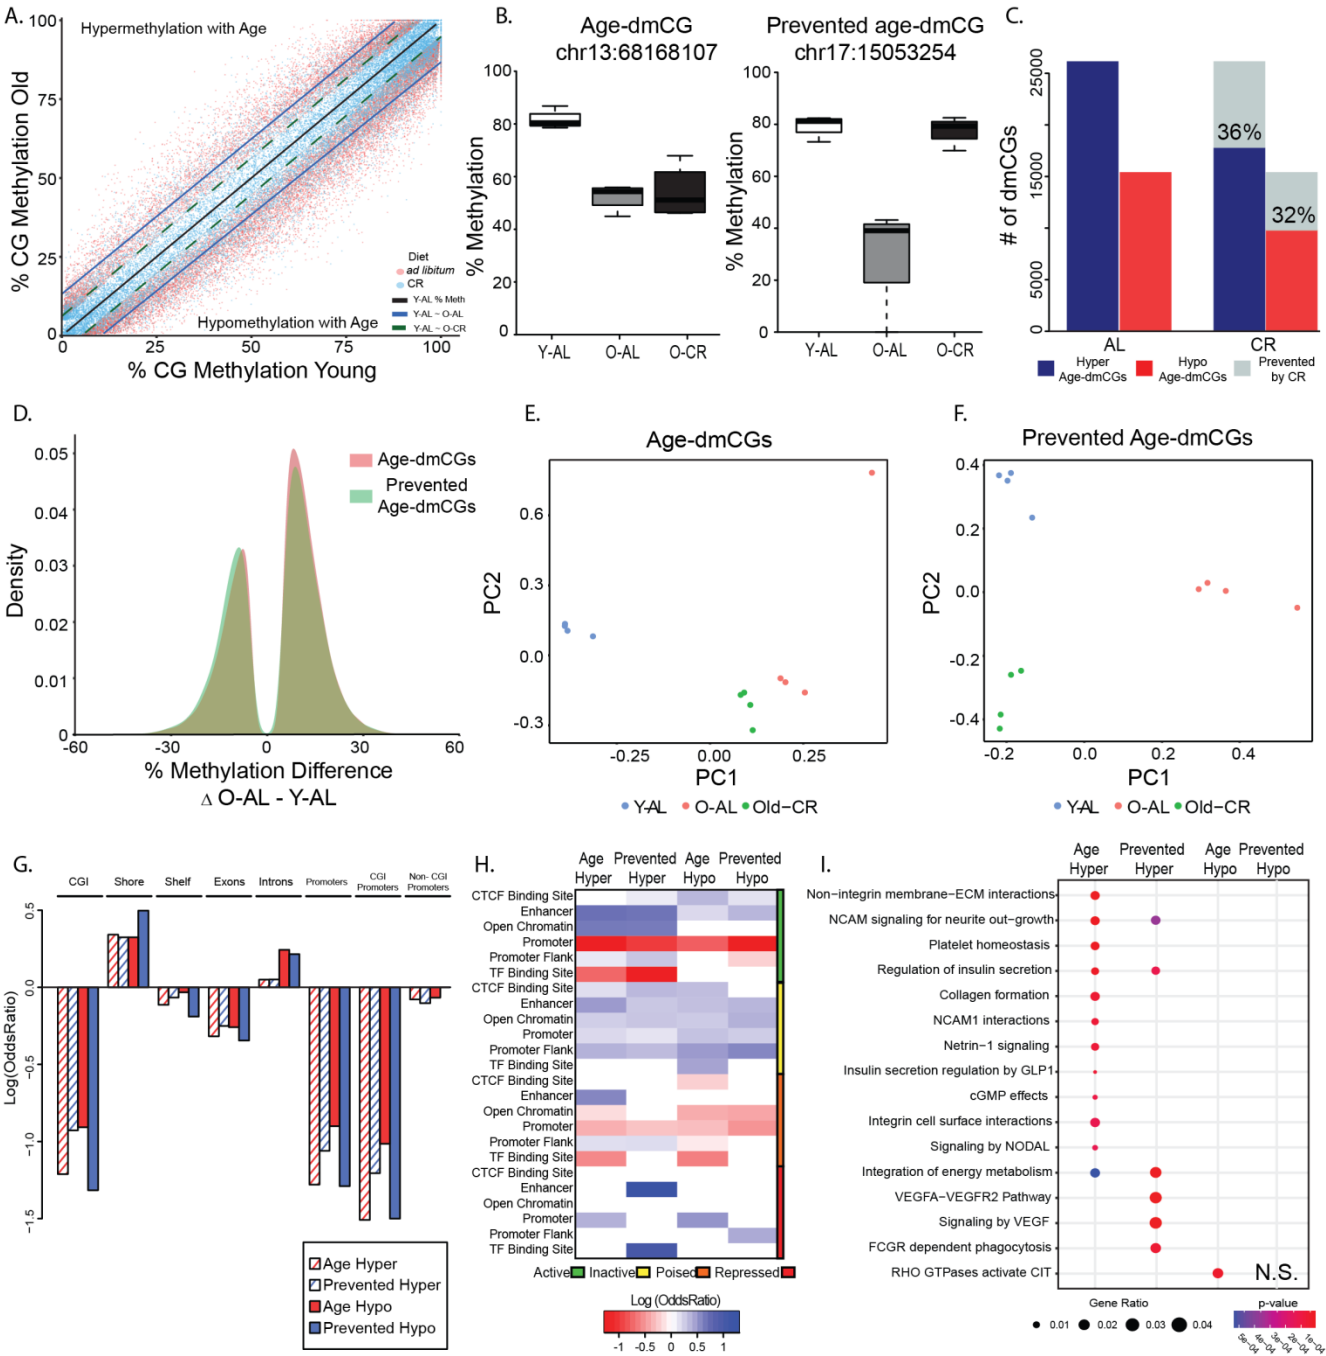 A.
100
75
50
25
0
% CG Methylation Old
Hypermethylation with Age
Hypomethylation with Age
Diet
ad libitum
CR
Y-AL % Meth
Y-AL ~ O-AL
Y-AL ~ O-CR
0 25 50 75 100
% CG Methylation Young
B.
Age-dmCG
chr13:68168107
100
80
60
40
20
0
% Methylation
Y-AL O-AL O-CR
Prevented age-dmCG
chr17:15053254
100
80
60
40
20
0
% Methylation
Y-AL O-AL O-CR
C.
# of dmCGs
25000
15000
5000
0
36%
32%
AL CR
Hyper
Age-dmCGs
Hypo
Age-dmCGs
Prevented
by CR
D.
0.05
0.04
0.03
0.02
0.01
0
Density
Age-dmCGs
Prevented
Age-dmCGs
-60 -30 0 30 60
% Methylation Difference
Δ O-AL - Y-AL
E.
Age-dmCGs
0.6
0.3
0.0
-0.3
PC2
-0.25 0.00 0.25
PC1
Y-AL O-AL Old-CR
F.
Prevented Age-dmCGs
0.4
0.2
0.0
-0.2
-0.4
PC2
-0.2 0.0 0.2 0.4
PC1
Y-AL O-AL Old-CR
G.
CGI Shore Shelf Exons Introns Promoters CGI Promoters Non- CGI Promoters
0.5
0.0
-0.5
-1.0
-1.5
Log(OddsRatio)
Age Hyper
Prevented Hyper
Age Hypo
Prevented Hypo
H.
Age Prevented Age Prevented
Hyper Hyper Hypo Hypo
CTCF Binding Site
Enhancer
Open Chromatin
Promoter
Promoter Flank
TF Binding Site
CTCF Binding Site
Enhancer
Open Chromatin
Promoter
Promoter Flank
TF Binding Site
CTCF Binding Site
Enhancer
Open Chromatin
Promoter
Promoter Flank
TF Binding Site
CTCF Binding Site
Enhancer
Open Chromatin
Promoter
Promoter Flank
TF Binding Site
Active Inactive Poised Repressed
Log (OddsRatio)
-1 -0.5 0 0.5 1
I.
Age Prevented Age Prevented
Hyper Hyper Hypo Hypo
Non-integrin membrane-ECM interactions
NCAM signaling for neurite out-growth
Platelet homeostasis
Regulation of insulin secretion
Collagen formation
NCAM1 interactions
Netrin-1 signaling
Insulin secretion regulation by GLP1
cGMP effects
Integrin cell surface interactions
Signaling by NODAL
Integration of energy metabolism
VEGFA-VEGFR2 Pathway
Signaling by VEGF
FCGR dependent phagocytosis
RHO GTPases activate CIT
N.S.
Gene Ratio
0.01 0.02 0.03 0.04
p-value
5e-04 4e-04 3e-04 2e-04 1e-04